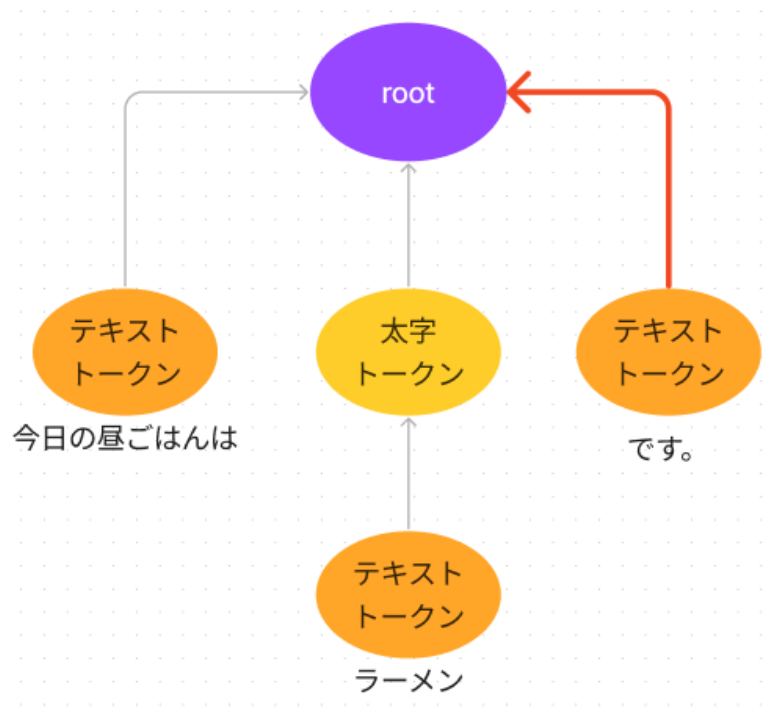 root
テキスト
トークン
今日の昼ごはんは
太字
トークン
テキスト
トークン
です。
テキスト
トークン
ラーメン